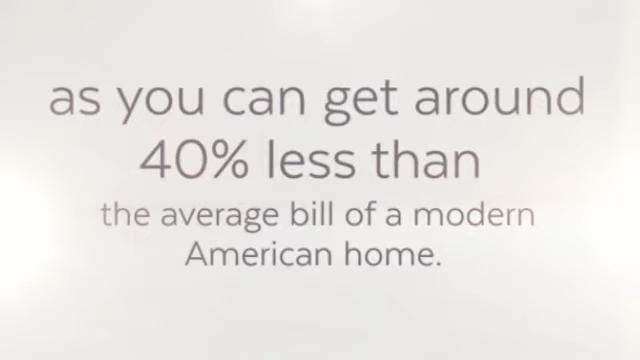 as you can get around
40% less than
the average bill of a modern
American home.